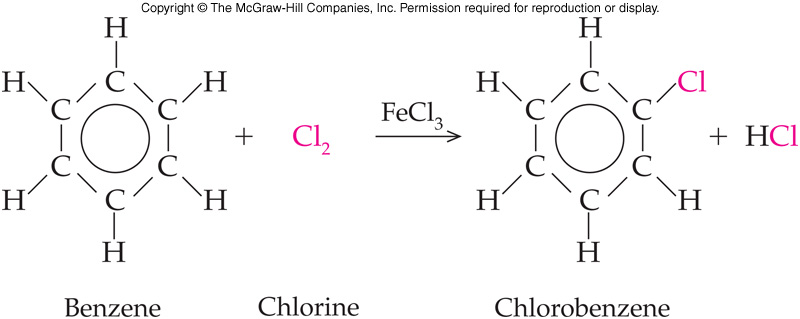 Copyright © The McGraw-Hill Companies, Inc. Permission required for reproduction or display.
H H
H C H H C Cl
C C C C
+ Cl₂ FeCl₃ + HCl
C C C C
H C H H C H
H H
Benzene Chlorine Chlorobenzene